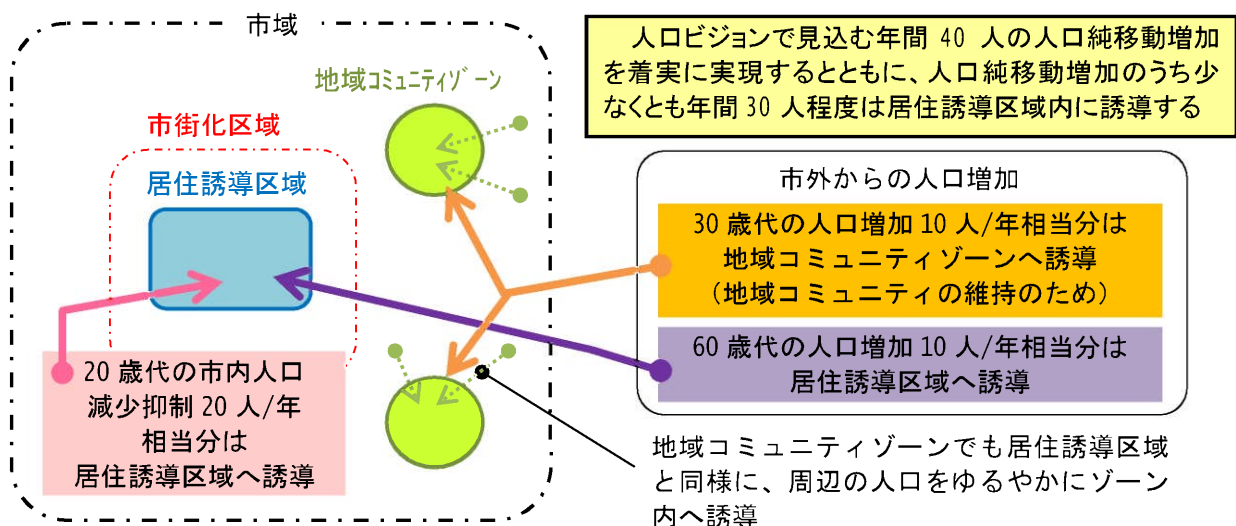 市域
人口ビジョンで見込む年間 40 人の人口純移動増加
を着実に実現するとともに、人口純移動増加のうち少
なくとも年間 30 人程度は居住誘導区域内に誘導する
地域コミュニティゾーン
市街化区域
居住誘導区域
市外からの人口増加
30 歳代の人口増加 10 人/年相当分は
地域コミュニティゾーンへ誘導
（地域コミュニティの維持のため）
60 歳代の人口増加 10 人/年相当分は
居住誘導区域へ誘導
20 歳代の市内人口
減少抑制 20 人/年
相当分は
居住誘導区域へ誘導
地域コミュニティゾーンでも居住誘導区域
と同様に、周辺の人口をゆるやかにゾーン
内へ誘導